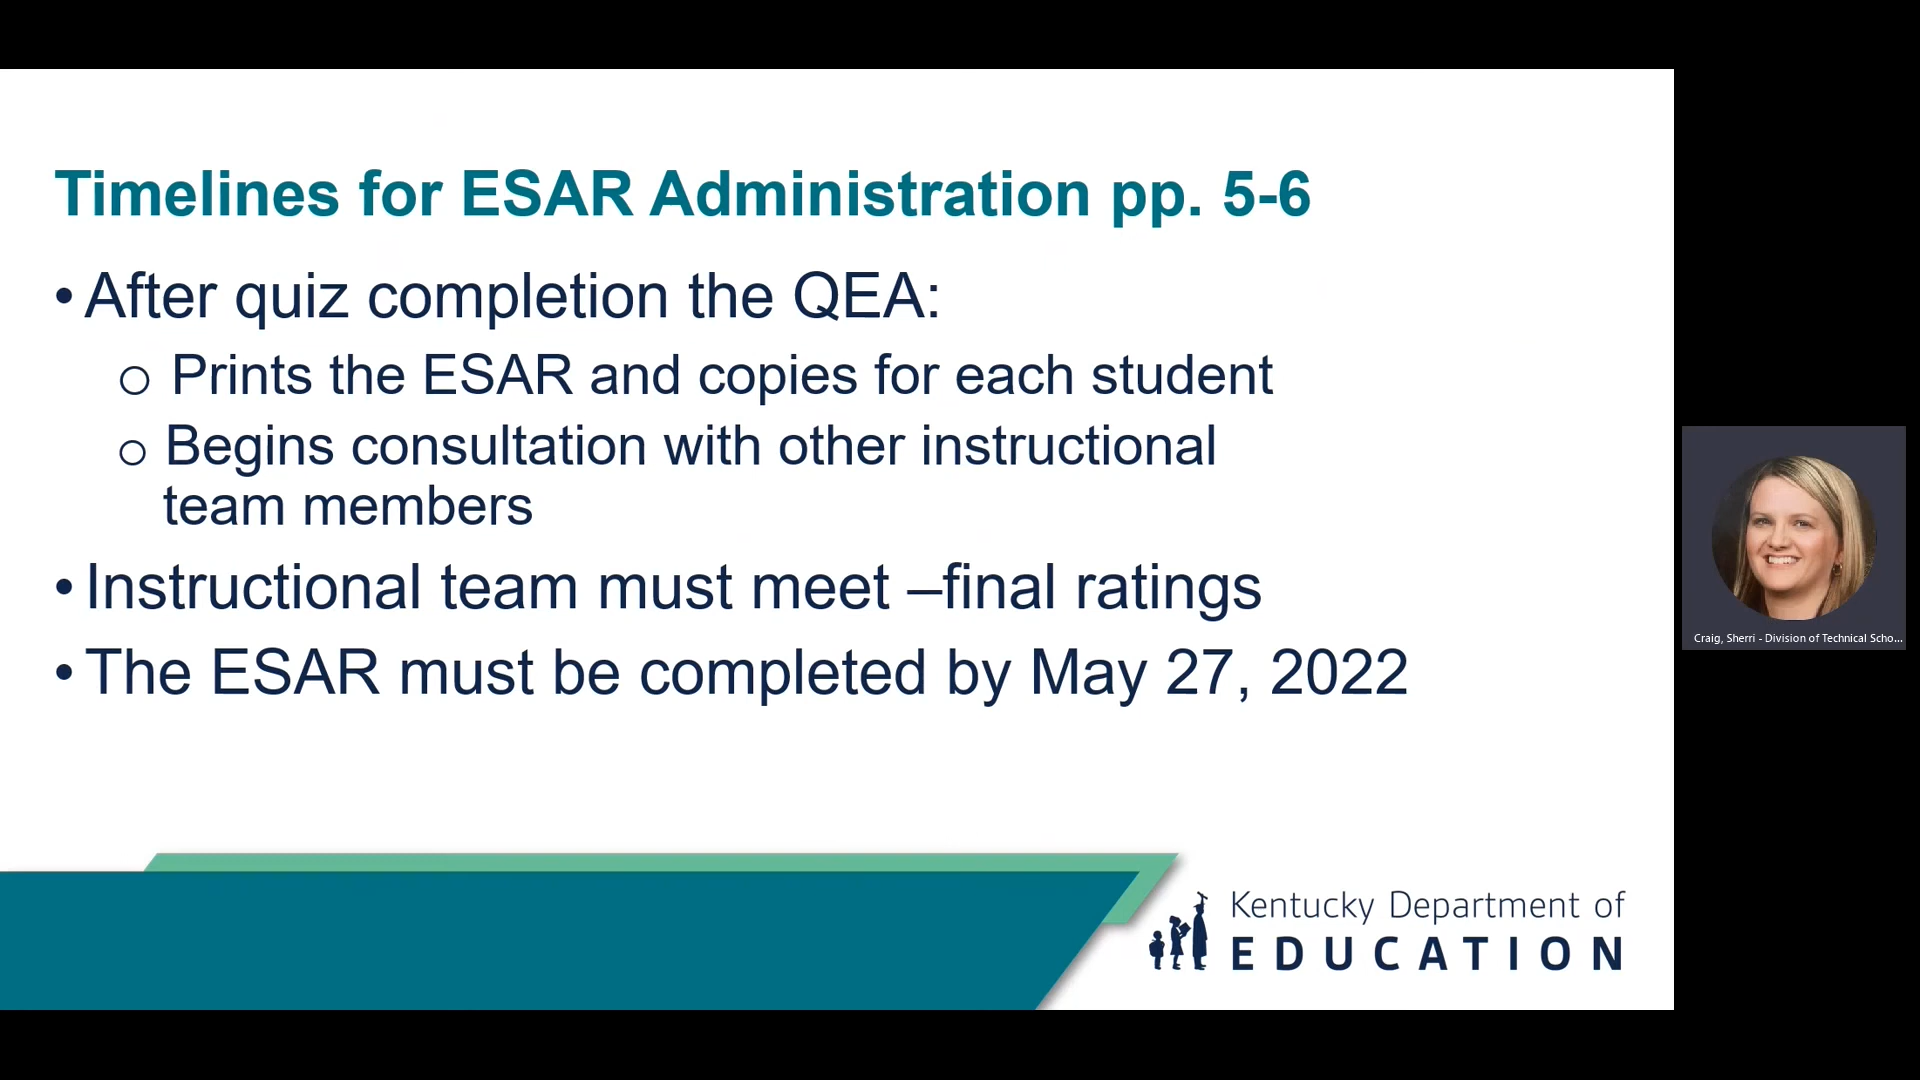 Timelines for ESAR Administration pp. 5-6
• After quiz completion the QEA:
o Prints the ESAR and copies for each student
o Begins consultation with other instructional
team members
• Instructional team must meet –final ratings
• The ESAR must be completed by May 27, 2022
Kentucky Department of
EDUCATION
Craig, Sherri - Division of Technical Scho...